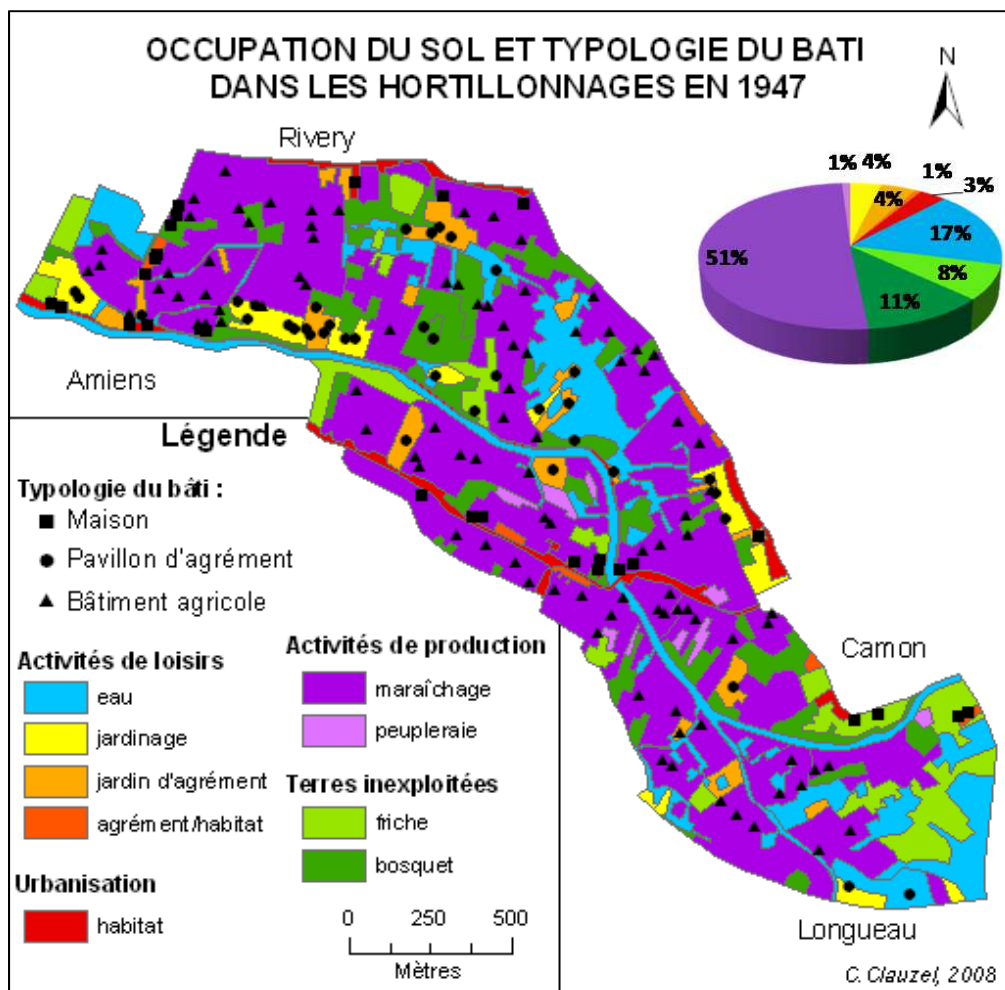 OCCUPATION DU SOL ET TYPOLOGIE DU BATI
DANS LES HORTILLONNAGES EN 1947
N
Rivery
1%
4%
1%
4%
3%
17%
8%
11%
51%
Amiens
Légende
Typologie du bâti :
Maison
Pavillon d'agrément
Bâtiment agricole
Activités de loisirs
eau
jardinage
jardin d'agrément
agrément/habitat
Urbanisation
habitat
Activités de production
maraîchage
peupleraie
Terres inexploitées
friche
bosquet
0 250 500
Mètres
Camon
Longueau
C. Clauzel, 2008